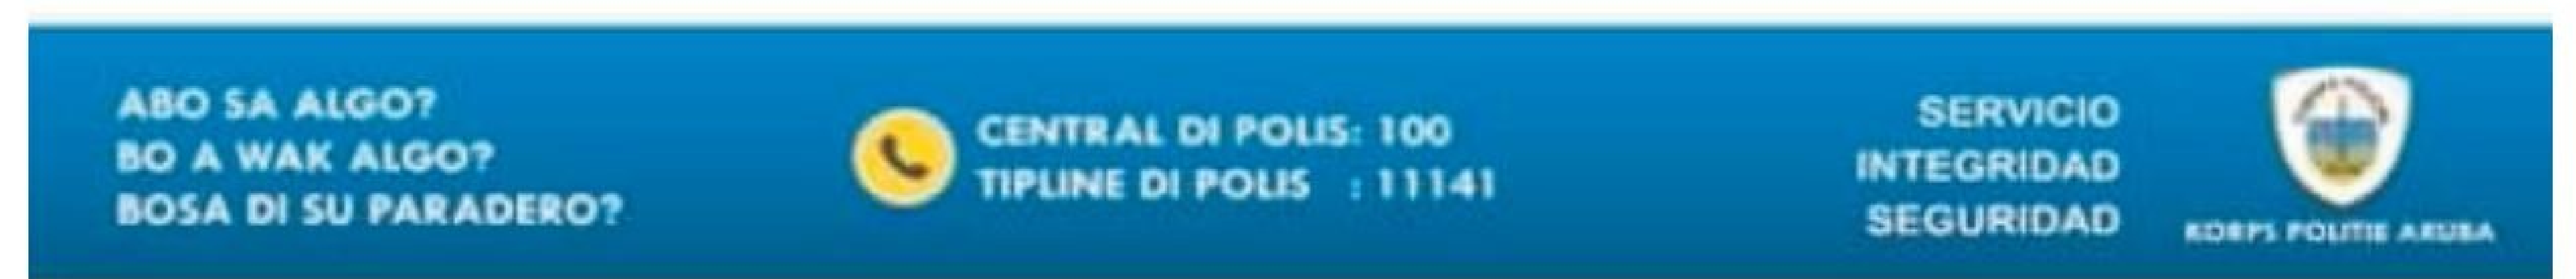 ABO SA ALGO?
BO A WAK ALGO?
BOSA DI SU PARADERO?
CENTRAL DI POLIS: 100
TIPLINE DI POLIS : 11141
SERVICIO
INTEGRIDAD
SEGURIDAD
KORPS POLITIE ARUBA